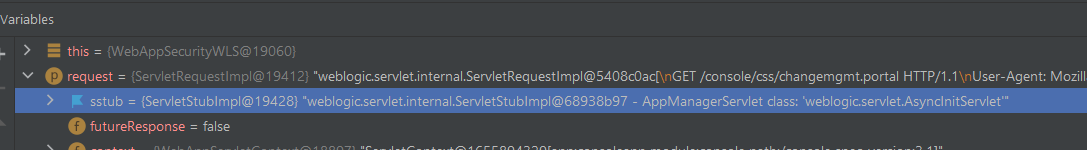 Variables
this = {WebAppSecurityWLS@19060}
request = {ServletRequestImpl@19412} "weblogic.servlet.internal.ServletRequestImpl@5408c0ac[\nGET /console/css/changemgmt.portal HTTP/1.1\nUser-Agent: Mozill
sstub = {ServletStubImpl@19428} "weblogic.servlet.internal.ServletStubImpl@68938b97 - AppManagerServlet class: 'weblogic.servlet.AsyncInitServlet'"
futureResponse = false